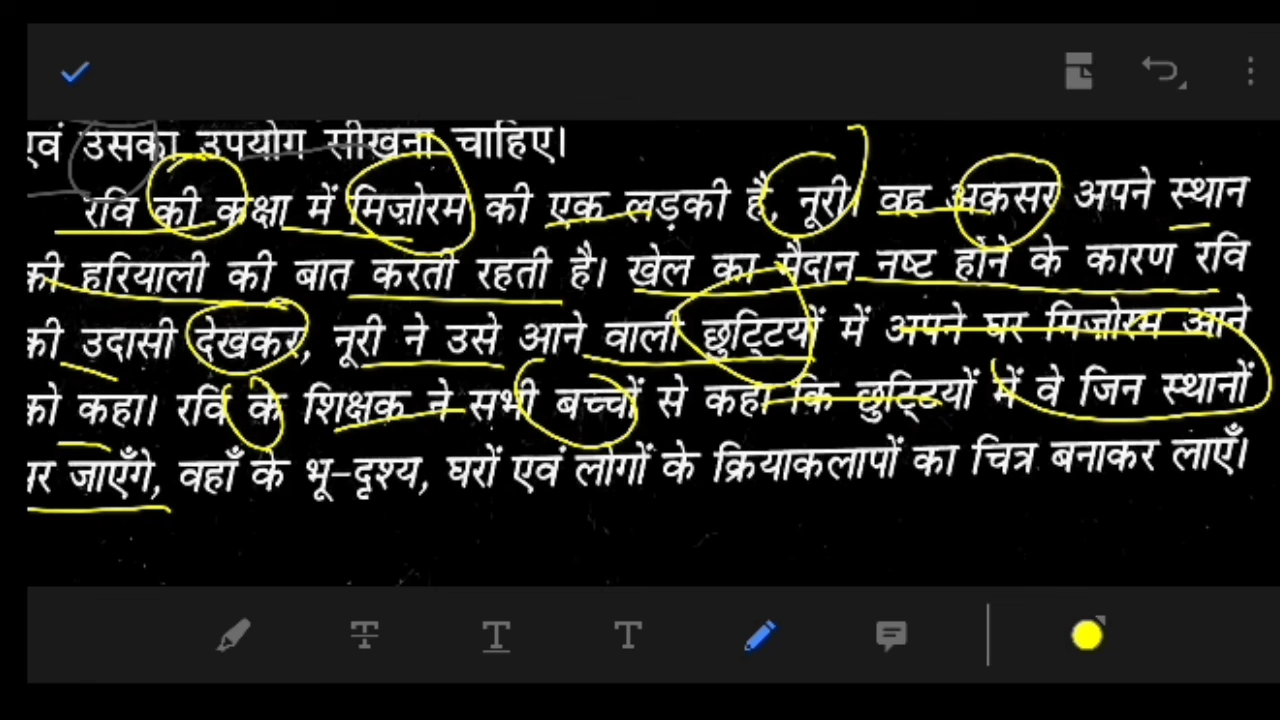 एवं उसका उपयोग सीखना चाहिए।
रवि की कक्षा में मिज़ोरम की एक लड़की है, नूरी। वह अकसर अपने स्थान
की हरियाली की बात करती रहती है। खेल का मैदान नष्ट होने के कारण रवि
की उदासी देखकर, नूरी ने उसे आने वाली छुट्टियों में अपने घर मिज़ोरम आने
को कहा। रवि के शिक्षक ने सभी बच्चों से कहा कि छुट्टियों में वे जिन स्थानों
पर जाएँगे, वहाँ के भू-दृश्य, घरों एवं लोगों के क्रियाकलापों का चित्र बनाकर लाएँ।